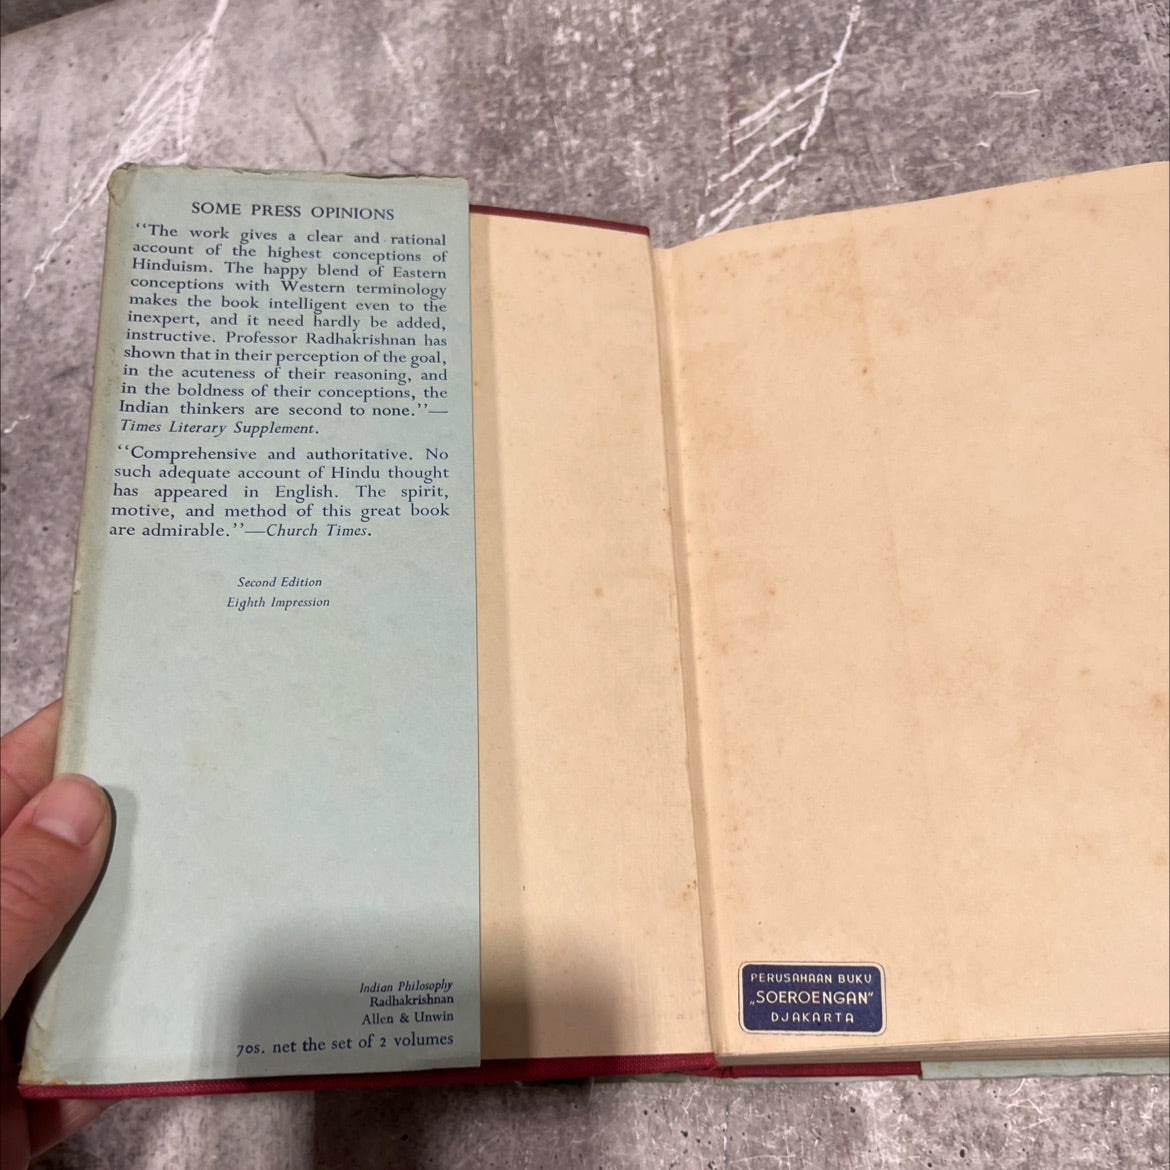 SOME PRESS OPINIONS
“The work gives a clear and rational
account of the highest conceptions of
Hinduism. The happy blend of Eastern
conceptions with Western terminology
makes the book intelligent even to the
inexpert, and it need hardly be added,
instructive. Professor Radhakrishnan has
shown that in their perception of the goal,
in the acuteness of their reasoning, and
in the boldness of their conceptions, the
Indian thinkers are second to none.”—
Times Literary Supplement.
“Comprehensive and authoritative. No
such adequate account of Hindu thought
has appeared in English. The spirit,
motive, and method of this great book
are admirable.”—Church Times.
Second Edition
Eighth Impression
Indian Philosophy
Radhakrishnan
Allen & Unwin
70s. net the set of 2 volumes
PERUSAHAAN BUKU
„SOEROENGAN“
DJAKARTA